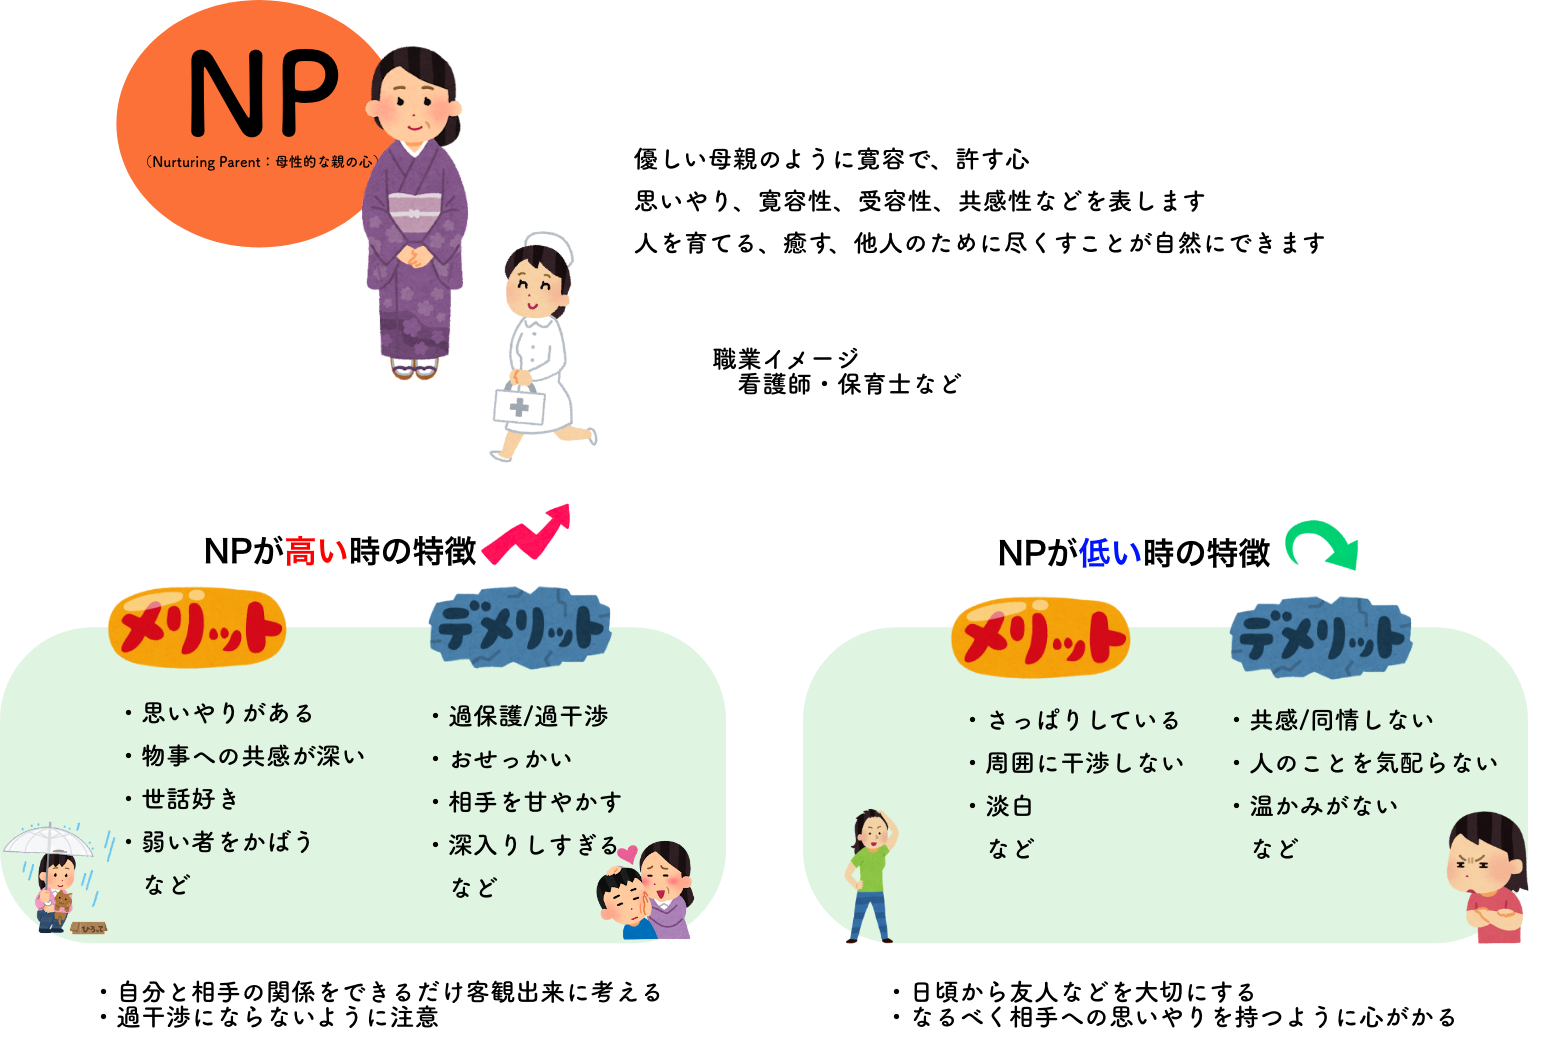 NP
（Nurturing Parent：母性的な親の心）
優しい母親のように寛容で、許す心
思いやり、寛容性、受容性、共感性などを表します
人を育てる、癒す、他人のために尽くすことが自然にできます
職業イメージ
看護師・保育士など
NPが高い時の特徴
メリット
・思いやりがある
・物事への共感が深い
・世話好き
・弱い者をかばう
など
ひろって
デメリット
・過保護/過干渉
・おせっかい
・相手を甘やかす
・深入りしすぎる
など
・自分と相手の関係をできるだけ客観出来に考える
・過干渉にならないように注意
NPが低い時の特徴
メリット
・さっぱりしている
・周囲に干渉しない
・淡白
など
デメリット
・共感/同情しない
・人のことを気配らない
・温かみがない
など
・日頃から友人などを大切にする
・なるべく相手への思いやりを持つように心がかる